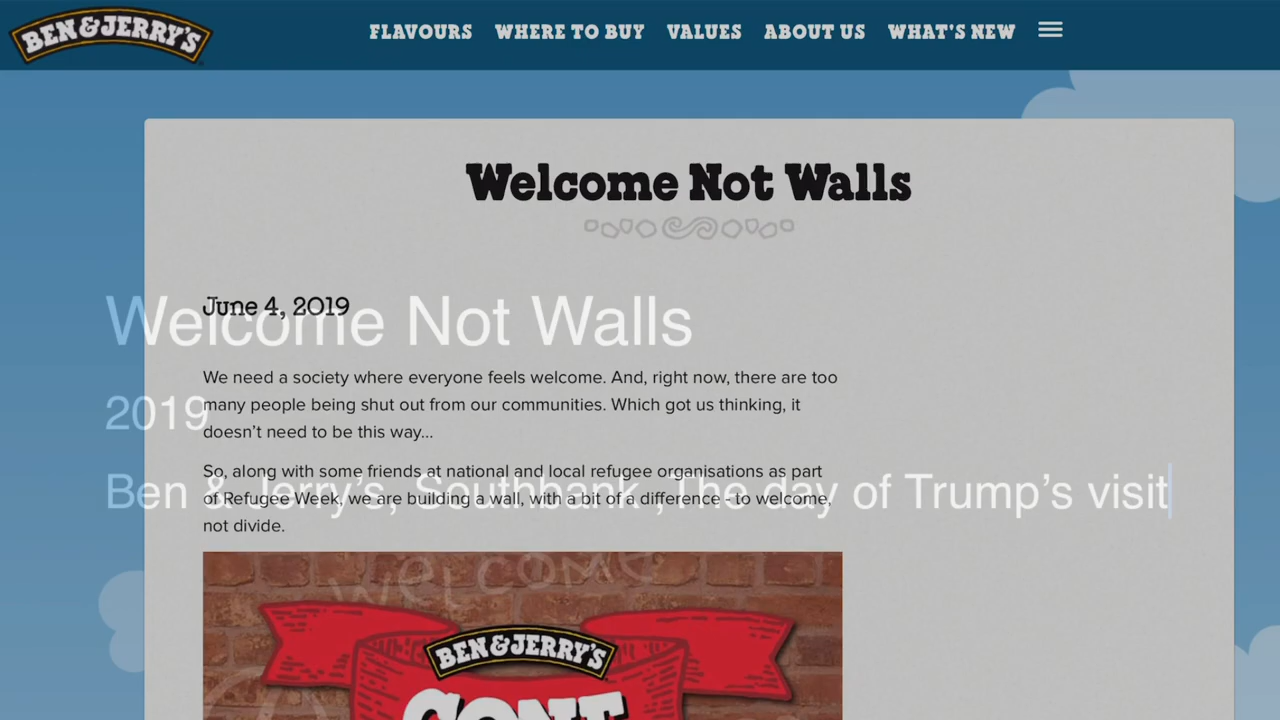 BEN & JERRY'S
FLAVOURS WHERE TO BUY VALUES ABOUT US WHAT'S NEW
Welcome Not Walls
June 4, 2019
Welcome Not Walls
We need a society where everyone feels welcome. And, right now, there are too
many people being shut out from our communities. Which got us thinking, it
2019
doesn't need to be this way...
So, along with some friends at national and local refugee organisations as part
Ben & Jerry's, Southbank ,The day of Trump's visit
of Refugee Week, we are building a wall, with a bit of a difference - to welcome,
not divide.
WELCOME
BEN & JERRY'S
CONE